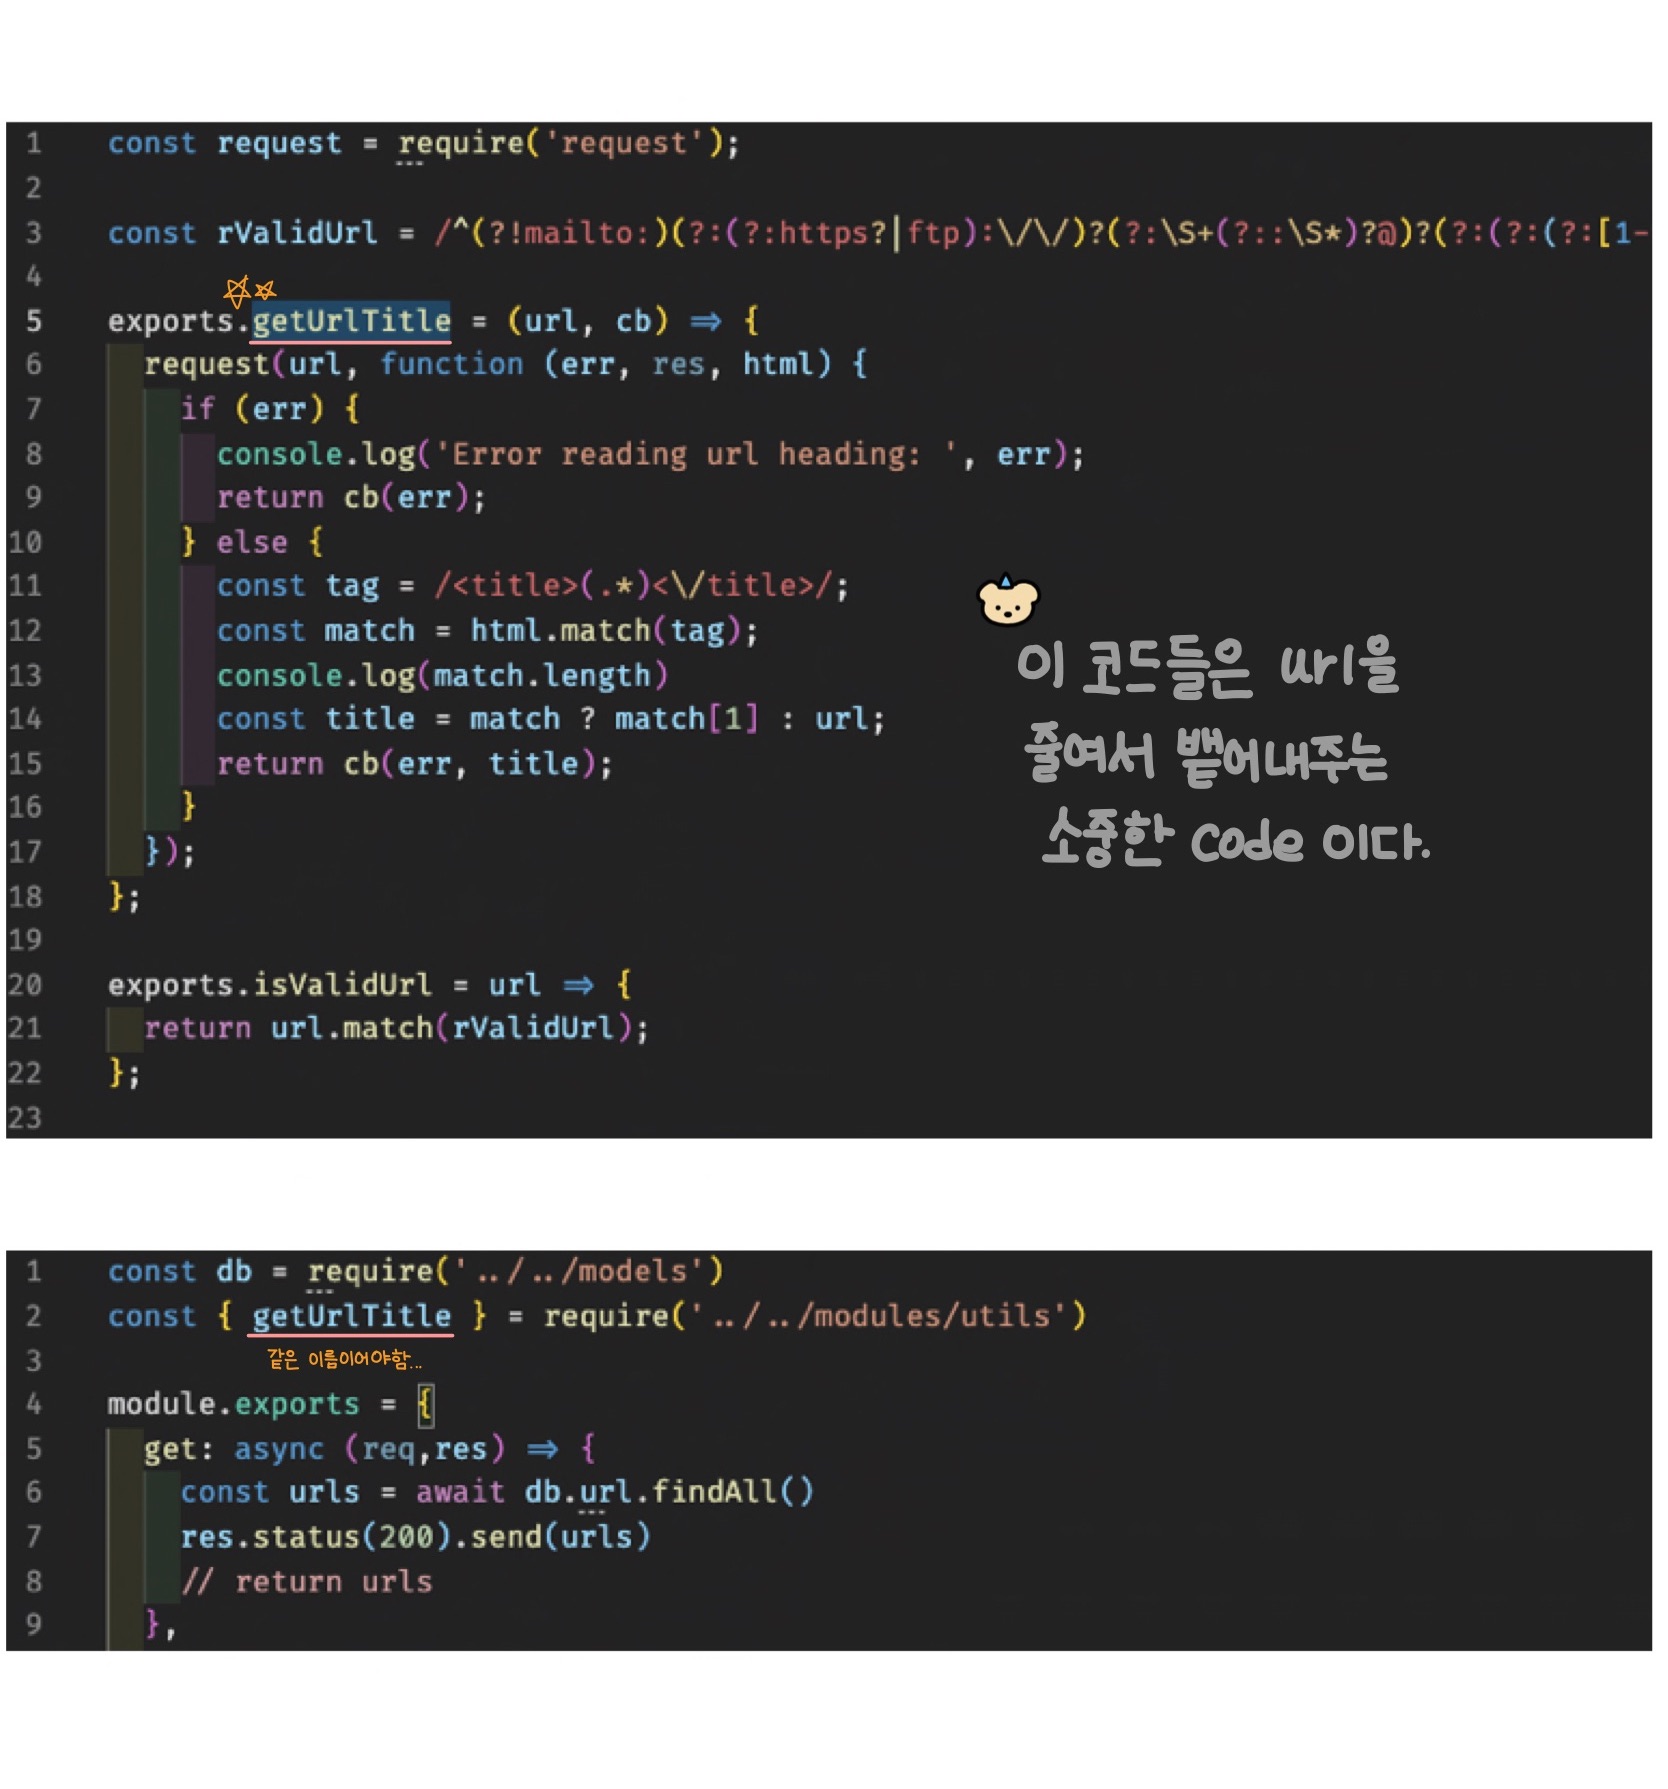 1 const request = require('request');
2
3 const rValidUrl = /^(?!mailto:)(?:(?:https?|ftp):\/\/)?(?:\S+(?::\S*)?@)?(?:(?:(?:[1-
4
5 exports.getUrlTitle = (url, cb) ⇒ {
6 request(url, function (err, res, html) {
7 if (err) {
8 console.log('Error reading url heading: ', err);
9 return cb(err);
10 } else {
11 const tag = /<title>(.*)<\/title>/;
12 const match = html.match(tag);
13 console.log(match.length)
14 const title = match ? match[1] : url;
15 return cb(err, title);
16 }
17 });
18 };
19
20 exports.isValidUrl = url ⇒ {
21 return url.match(rValidUrl);
22 };
23
이 코드들은 url을
줄여서 뱉어내주는
소중한 code 이다.
1 const db = require('../../models')
2 const { getUrlTitle } = require('../../modules/utils')
같은 이름이어야함...
3
4 module.exports = {
5 get: async (req,res) ⇒ {
6 const urls = await db.url.findAll()
7 res.status(200).send(urls)
8 // return urls
9 },